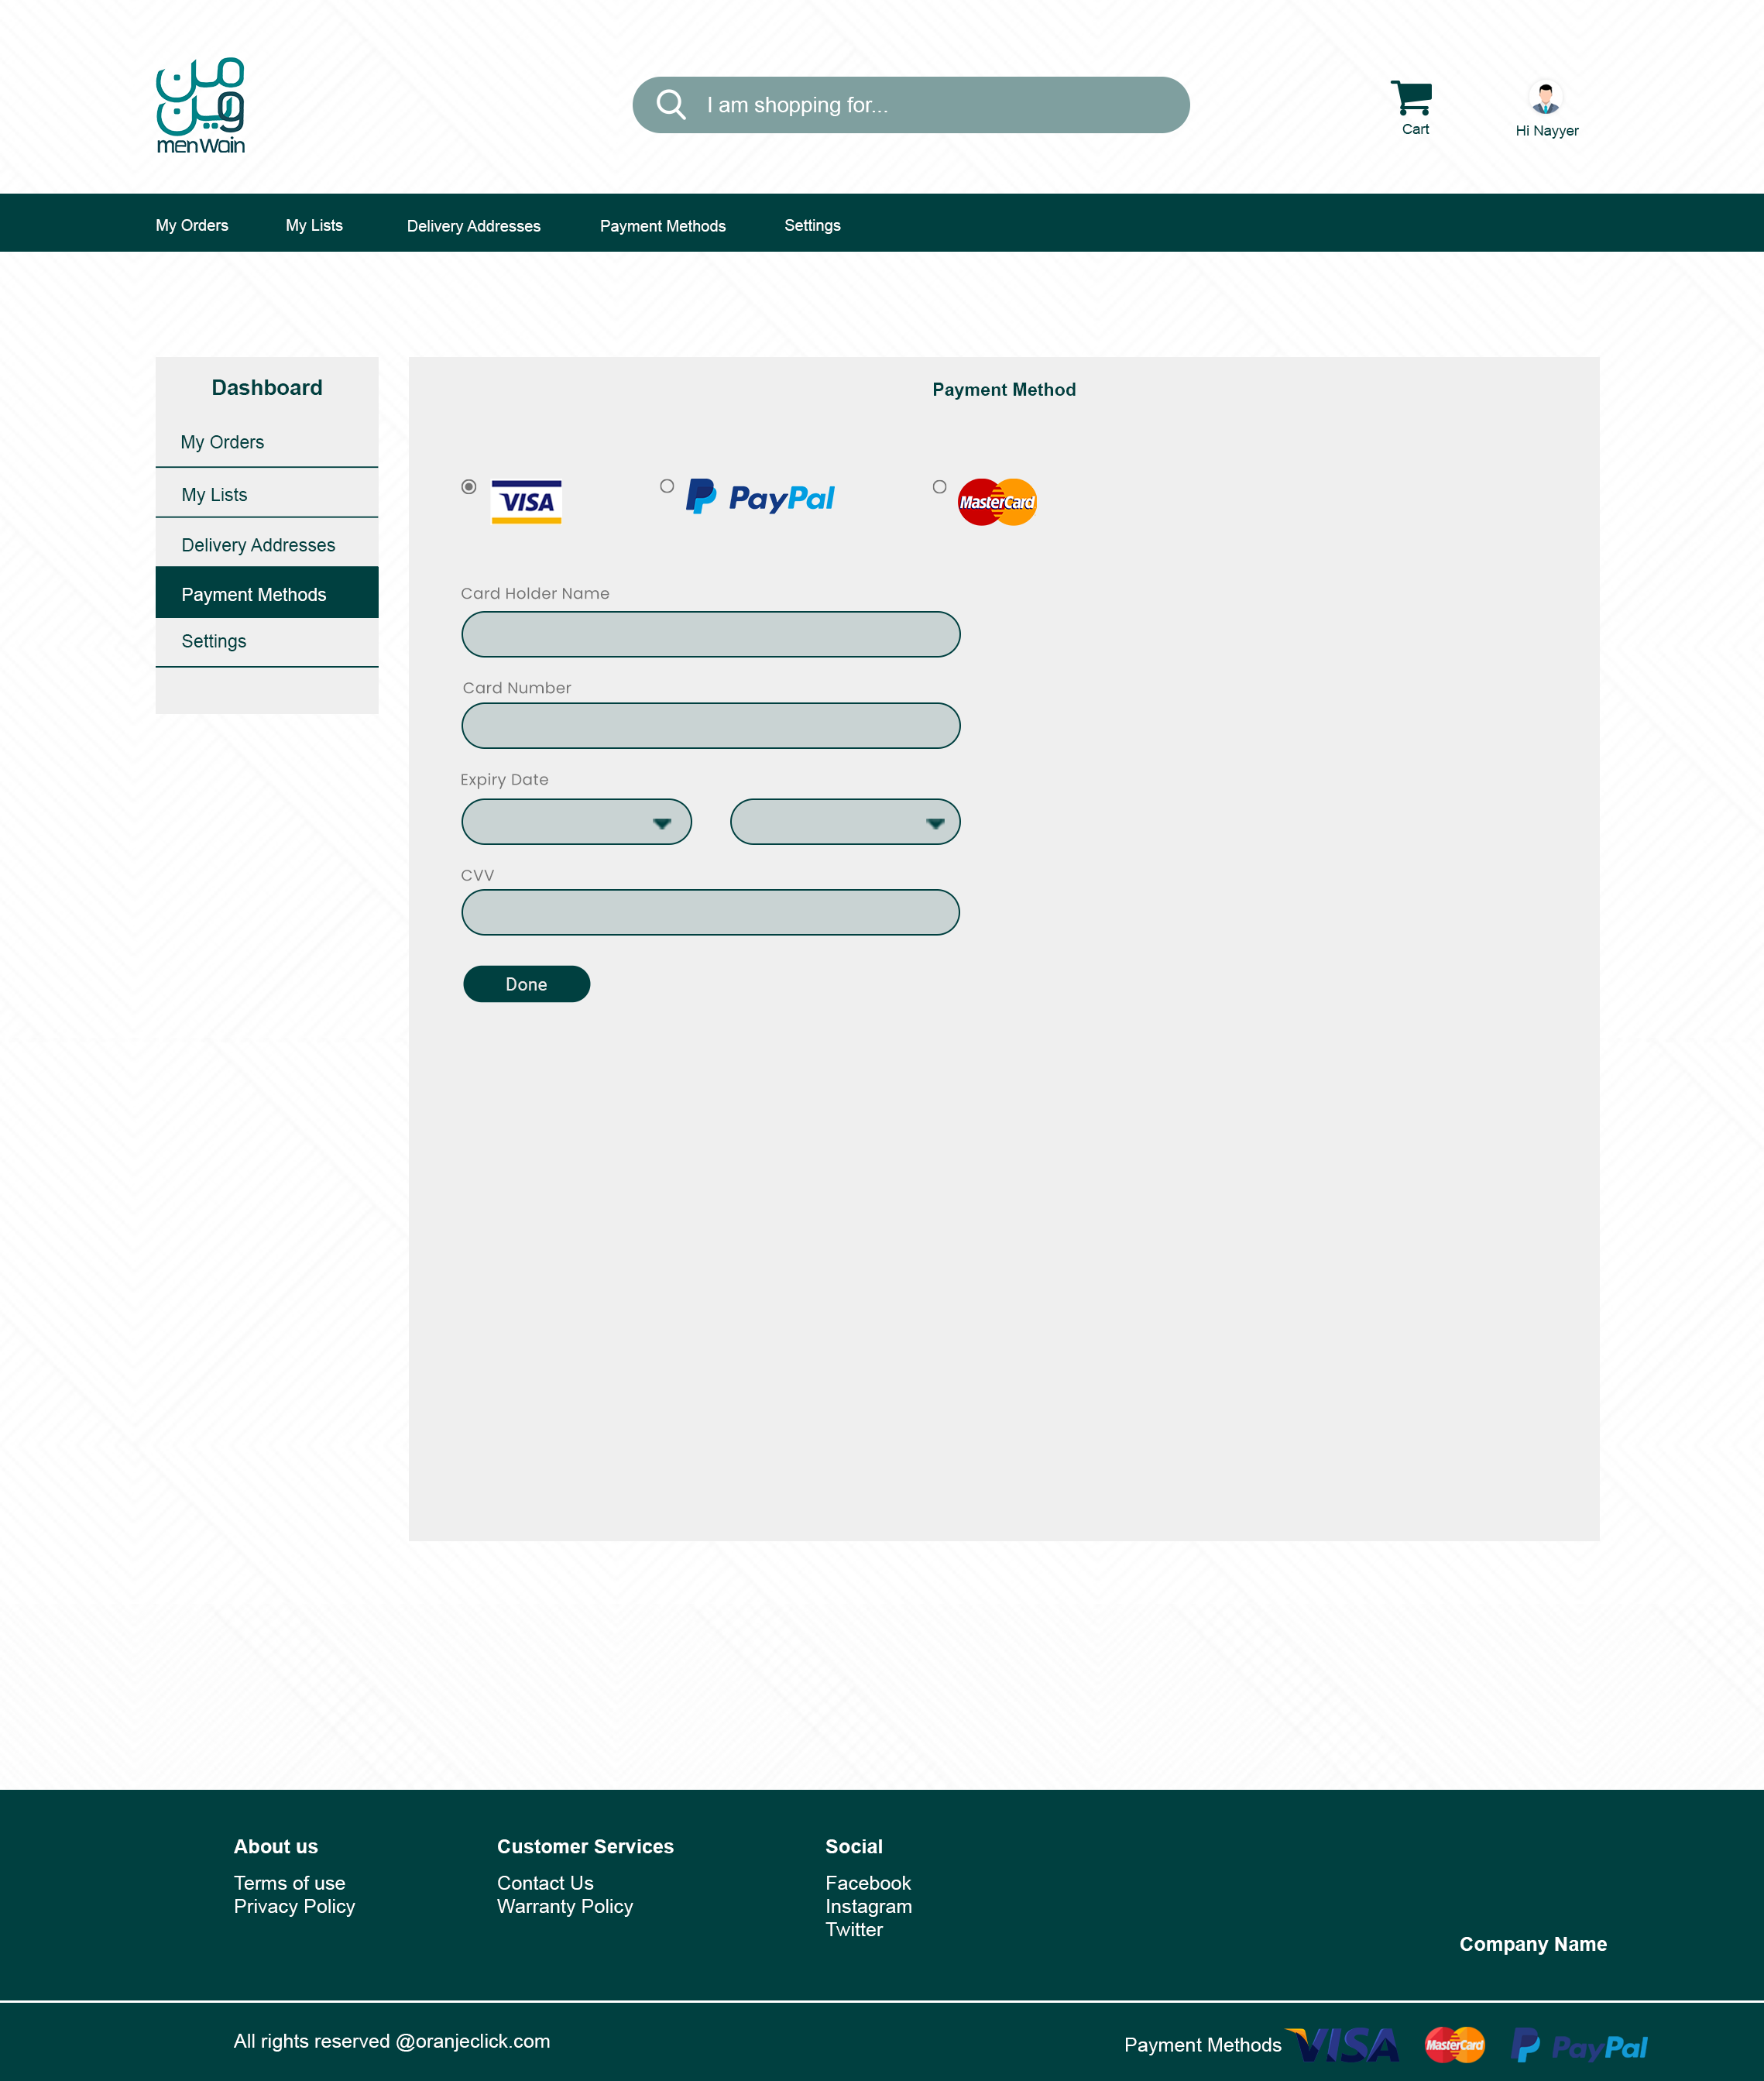 من
وين
menWain
I am shopping for...
Cart
Hi Nayyer
My Orders
My Lists
Delivery Addresses
Payment Methods
Settings
Dashboard
My Orders
My Lists
Delivery Addresses
Payment Methods
Settings
Payment Method
VISA
PayPal
MasterCard
Card Holder Name
Card Number
Expiry Date
CVV
Done
About us
Terms of use
Privacy Policy
Customer Services
Contact Us
Warranty Policy
Social
Facebook
Instagram
Twitter
Company Name
All rights reserved @oranjeclick.com
Payment Methods
VISA
MasterCard
PayPal